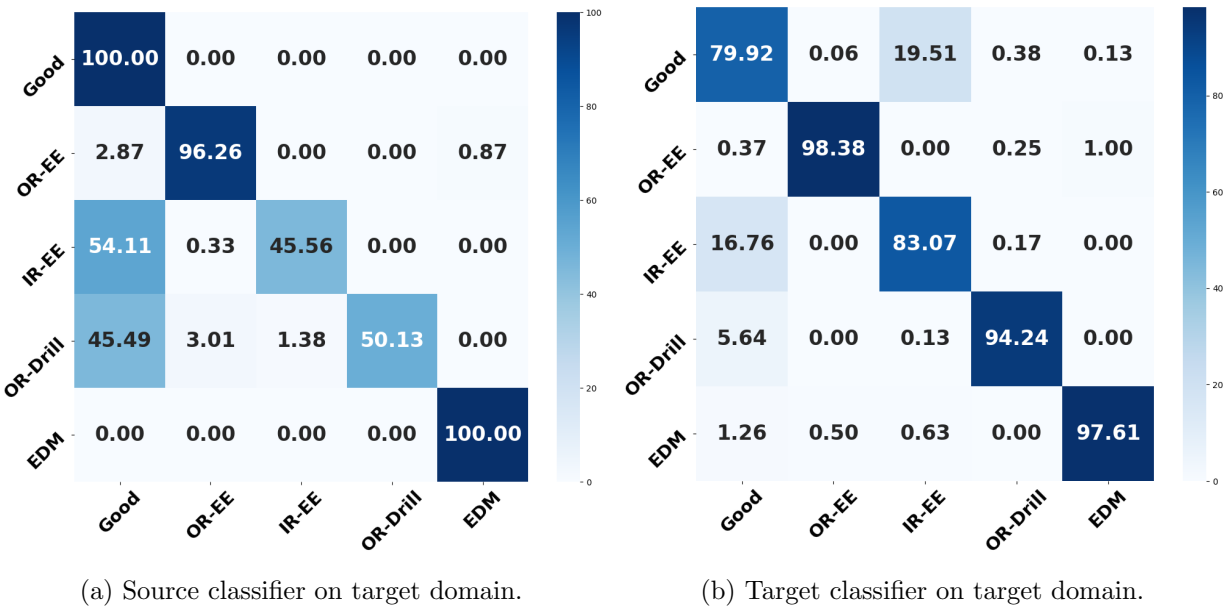 Good 100.00 0.00 0.00 0.00 0.00
OR-EE 2.87 96.26 0.00 0.00 0.87
IR-EE 54.11 0.33 45.56 0.00 0.00
OR-Drill 45.49 3.01 1.38 50.13 0.00
EDM 0.00 0.00 0.00 0.00 100.00
Good OR-EE IR-EE OR-Drill EDM
100
80
60
40
20
0
(a) Source classifier on target domain.
Good 79.92 0.06 19.51 0.38 0.13
OR-EE 0.37 98.38 0.00 0.25 1.00
IR-EE 16.76 0.00 83.07 0.17 0.00
OR-Drill 5.64 0.00 0.13 94.24 0.00
EDM 1.26 0.50 0.63 0.00 97.61
Good OR-EE IR-EE OR-Drill EDM
80
60
40
20
0
(b) Target classifier on target domain.